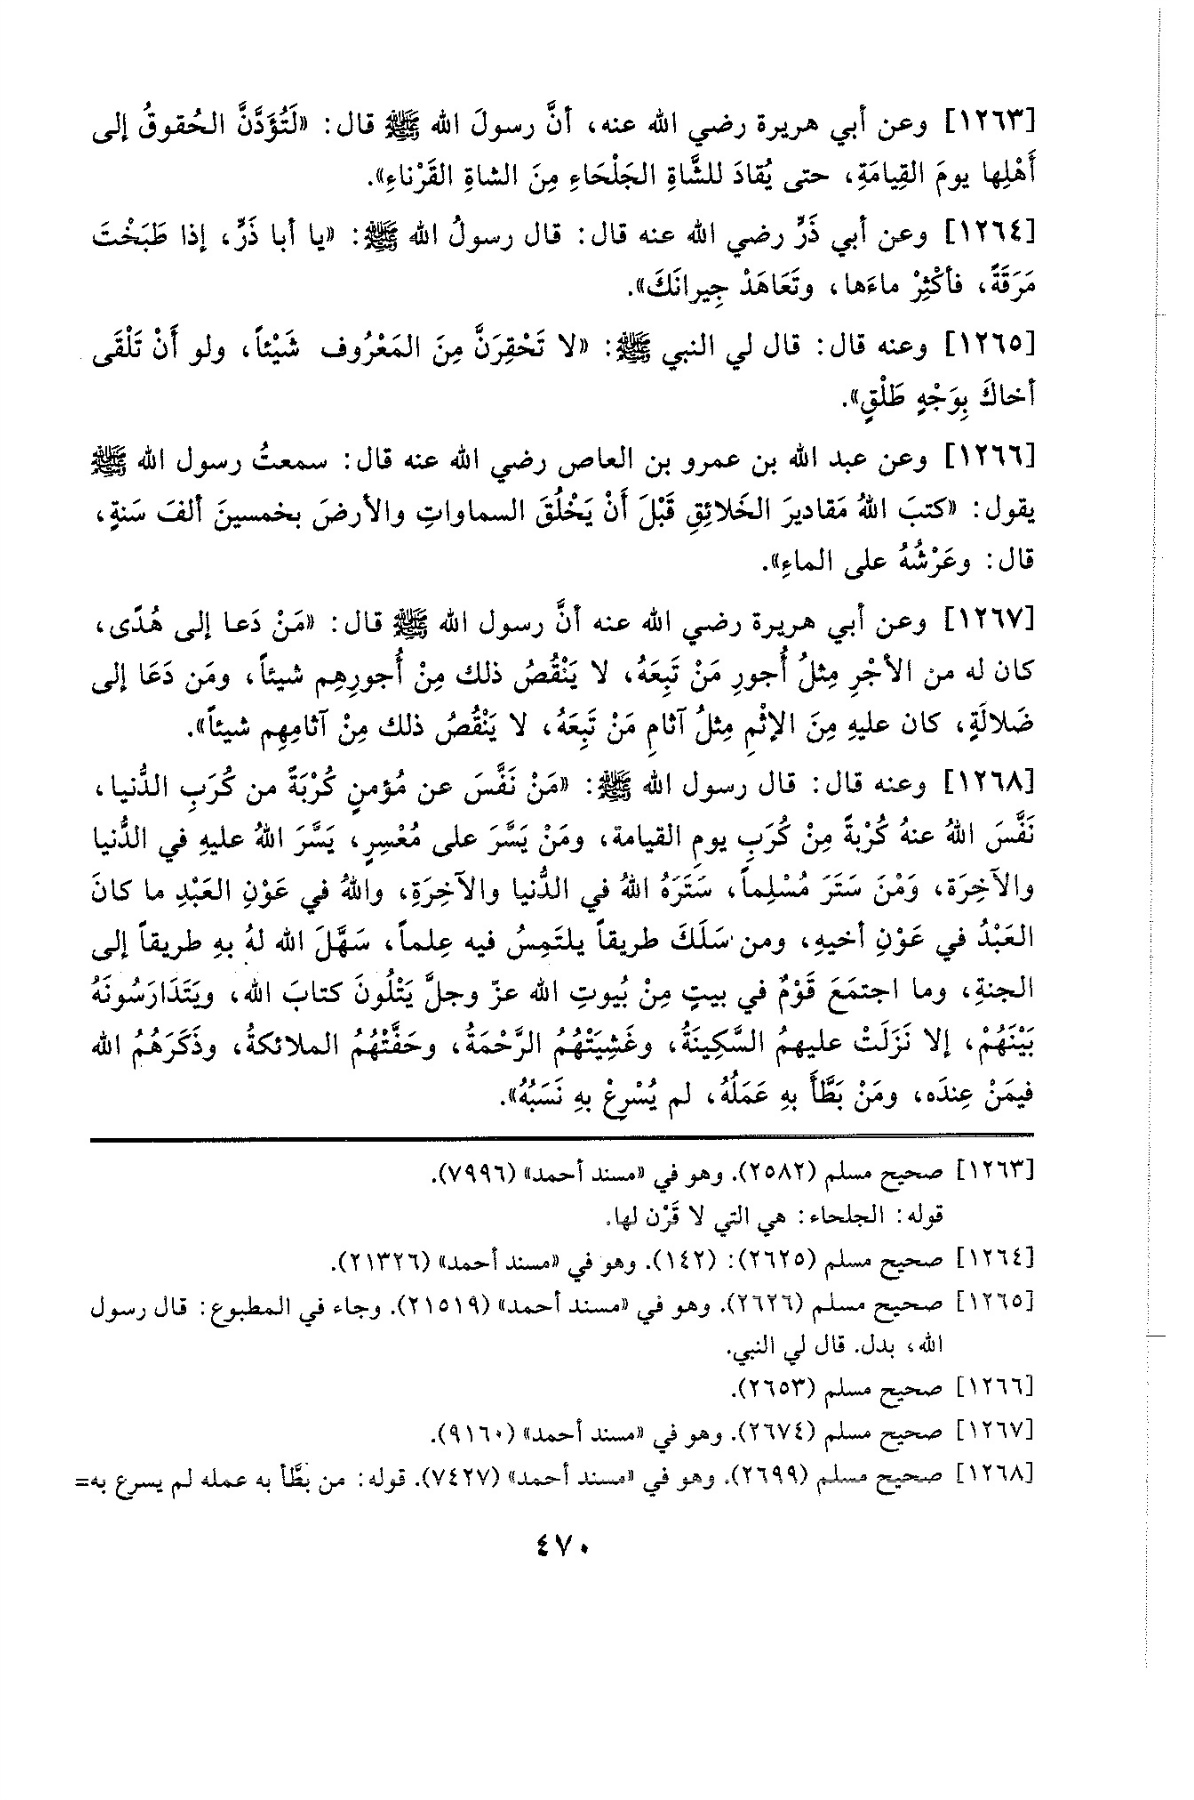 [١٢٦٣] وعن أبي هريرة رضي الله عنه، أنَّ رسولَ الله ﷺ قال: «لَتُؤَدَّنَّ الحُقوقُ إلى
أَهْلِها يومَ القِيامَةِ، حتى يُقادَ للشَّاةِ الجَلْحَاءِ مِنَ الشاةِ القَرْناءِ».
[١٢٦٤] وعن أبي ذَرٍّ رضي الله عنه قال: قال رسولُ الله ﷺ: «يا أبا ذَرٍّ، إذا طَبَخْتَ
مَرَقَةً، فأكْثِرْ ماءَها، وتَعَاهَدْ جِيرانَكَ».
[١٢٦٥] وعنه قال: قال لي النبي ﷺ: «لا تَحْقِرَنَّ مِنَ المَعْرُوف شَيْئاً، ولو أَنْ تَلْقَى
أخاكَ بِوَجْهٍ طَلْقٍ».
[١٢٦٦] وعن عبد الله بن عمرو بن العاص رضي الله عنه قال: سمعتُ رسول الله ﷺ
يقول: «كتبَ اللهُ مَقاديرَ الخَلائِقِ قَبْلَ أَنْ يَخْلُقَ السماواتِ والأرضَ بخمسينَ ألفَ سَنةٍ،
قال: وعَرْشُهُ على الماءِ».
[١٢٦٧] وعن أبي هريرة رضي الله عنه أنَّ رسول الله ﷺ قال: «مَنْ دَعا إلى هُدًى،
كان له من الأجْرِ مِثلُ أُجورِ مَنْ تَبِعَهُ، لا يَنْقُصُ ذلك مِنْ أُجورِهِم شيئاً، ومَن دَعَا إلى
ضَلالَةٍ، كان عليهِ مِنَ الإثْمِ مِثلُ آثامِ مَنْ تَبِعَهُ، لا يَنْقُصُ ذلك مِنْ آثامِهِم شيئاً».
[١٢٦٨] وعنه قال: قال رسول الله ﷺ: «مَنْ نَفَّسَ عن مُؤمنٍ كُرْبَةً من كُرَبِ الدُّنيا،
نَفَّسَ اللهُ عنهُ كُرْبةً مِنْ كُرَبِ يومِ القيامة، ومَنْ يَسَّرَ على مُعْسِرٍ، يَسَّرَ اللهُ عليهِ في الدُّنيا
والآخِرَة، وَمْنَ سَتَرَ مُسْلِماً، سَتَرَهُ اللهُ في الدُّنيا والآخِرَةِ، واللهُ في عَوْنِ العَبْدِ ما كانَ
العَبْدُ في عَوْنِ أخيهِ، ومن سَلَكَ طريقاً يلتَمِسُ فيه عِلماً، سَهَّلَ الله لهُ بهِ طريقاً إلى
الجنةِ، وما اجتمَعَ قَوْمٌ في بيتٍ مِنْ بُيوتِ الله عزّ وجلَّ يَتْلُونَ كتابَ الله، ويَتَدَارَسُونَهُ
بَيْنَهُمْ، إلا نَزَلَتْ عليهمُ السَّكِينَةُ، وغَشِيَتْهُمُ الرَّحْمَةُ، وحَفَّتْهُمُ الملائكةُ، وذَكَرَهُمُ الله
فيمَنْ عِندَه، ومَنْ بَطَّأَ بهِ عَمَلُهُ، لم يُسْرِعْ بهِ نَسَبُهُ».
[١٢٦٣] صحيح مسلم (٢٥٨٢). وهو في «مسند أحمد» (٧٩٩٦).
قوله: الجلحاء: هي التي لا قَرْن لها.
[١٢٦٤] صحيح مسلم (٢٦٢٥): (١٤٢). وهو في «مسند أحمد» (٢١٣٢٦).
[١٢٦٥] صحيح مسلم (٢٦٢٦). وهو في «مسند أحمد» (٢١٥١٩). وجاء في المطبوع: قال رسول
الله، بدل. قال لي النبي.
[١٢٦٦] صحيح مسلم (٢٦٥٣).
[١٢٦٧] صحيح مسلم (٢٦٧٤). وهو في «مسند أحمد» (٩١٦٠).
[١٢٦٨] صحيح مسلم (٢٦٩٩). وهو في «مسند أحمد» (٧٤٢٧). قوله: من بَطَّأ به عمله لم يسرع به=
٤٧٠